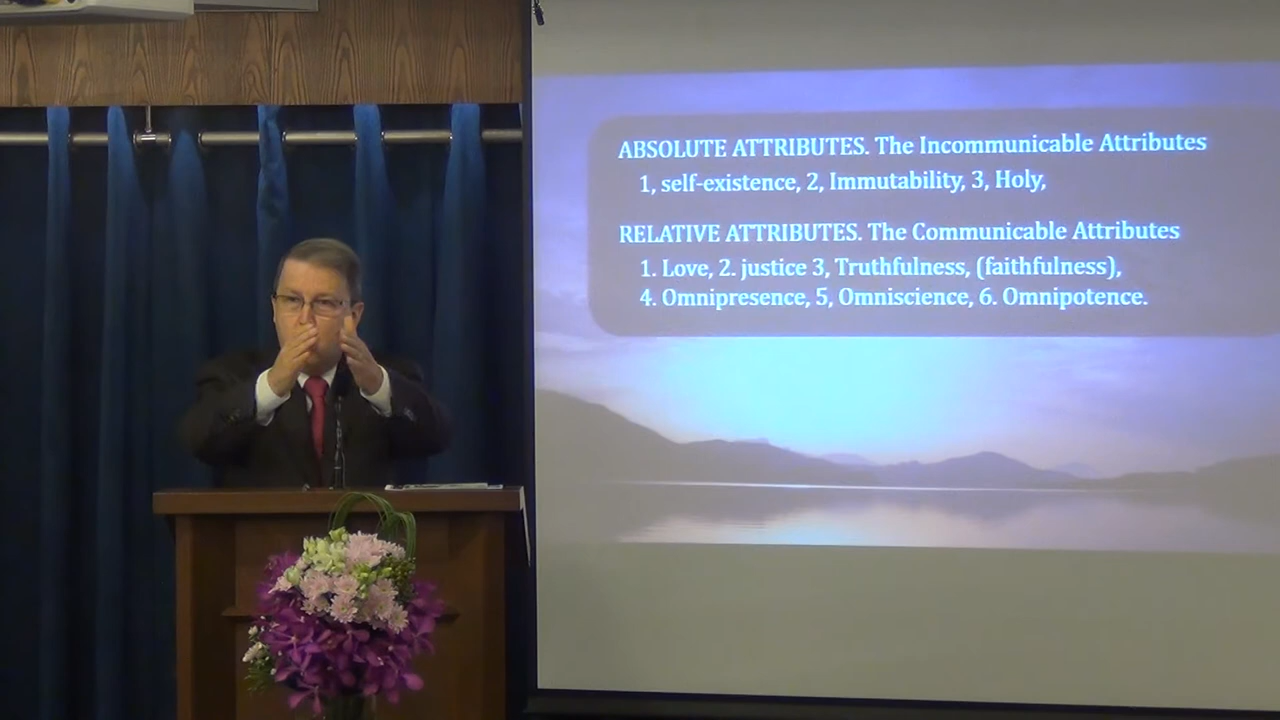 ABSOLUTE ATTRIBUTES. The Incommunicable Attributes
1, self-existence, 2, Immutability, 3, Holy,
RELATIVE ATTRIBUTES. The Communicable Attributes
1. Love, 2. justice 3, Truthfulness, (faithfulness),
4. Omnipresence, 5, Omniscience, 6. Omnipotence.